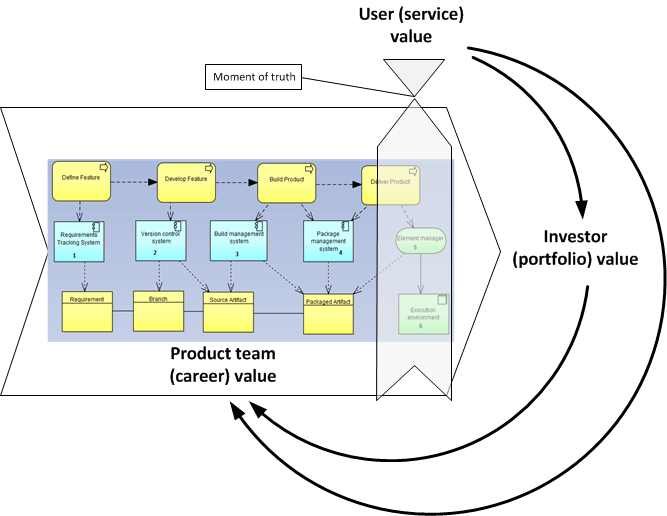 User (service)
value
Moment of truth
Define Feature
Develop Feature
Build Product
Deliver Product
Requirements
Tracking System
1
Version control
system
2
Build management
system
3
Package
management
system
4
Element manager
5
Investor
(portfolio) value
Requirement
Branch
Source Artifact
Packaged Artifact
Execution
environment
6
Product team
(career) value